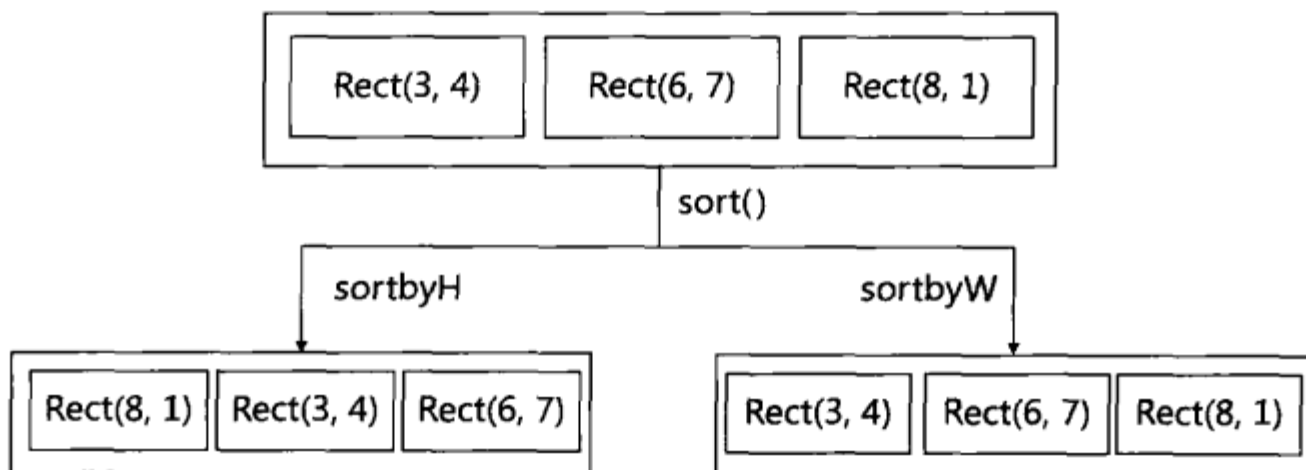 Rect(3, 4) Rect(6, 7) Rect(8, 1)
sort()
sortbyH sortbyW
Rect(8, 1) Rect(3, 4) Rect(6, 7) Rect(3, 4) Rect(6, 7) Rect(8, 1)